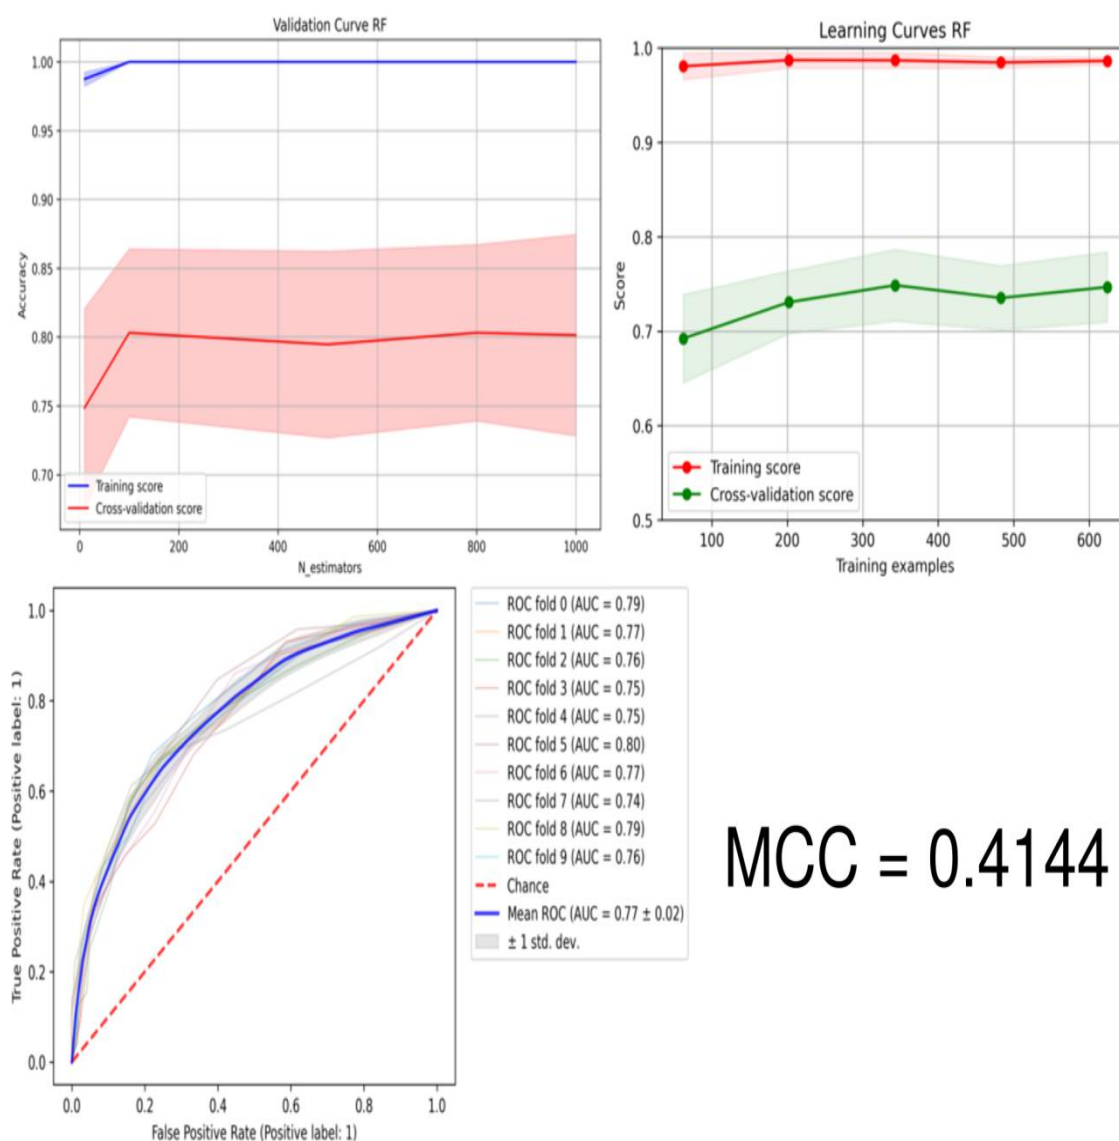 Validation Curve RF
1.00
0.95
0.90
0.85
0.80
0.75
0.70
Accuracy
Training score
Cross-validation score
0 200 400 600 800 1000
N_estimators
Learning Curves RF
1.0
0.9
0.8
0.7
0.6
0.5
Score
Training score
Cross-validation score
100 200 300 400 500 600
Training examples
1.0
0.8
0.6
0.4
0.2
0.0
True Positive Rate (Positive label: 1)
0.0 0.2 0.4 0.6 0.8 1.0
False Positive Rate (Positive label: 1)
ROC fold 0 (AUC = 0.79)
ROC fold 1 (AUC = 0.77)
ROC fold 2 (AUC = 0.76)
ROC fold 3 (AUC = 0.75)
ROC fold 4 (AUC = 0.75)
ROC fold 5 (AUC = 0.80)
ROC fold 6 (AUC = 0.77)
ROC fold 7 (AUC = 0.74)
ROC fold 8 (AUC = 0.79)
ROC fold 9 (AUC = 0.76)
Chance
Mean ROC (AUC = 0.77 ± 0.02)
± 1 std. dev.
MCC = 0.4144